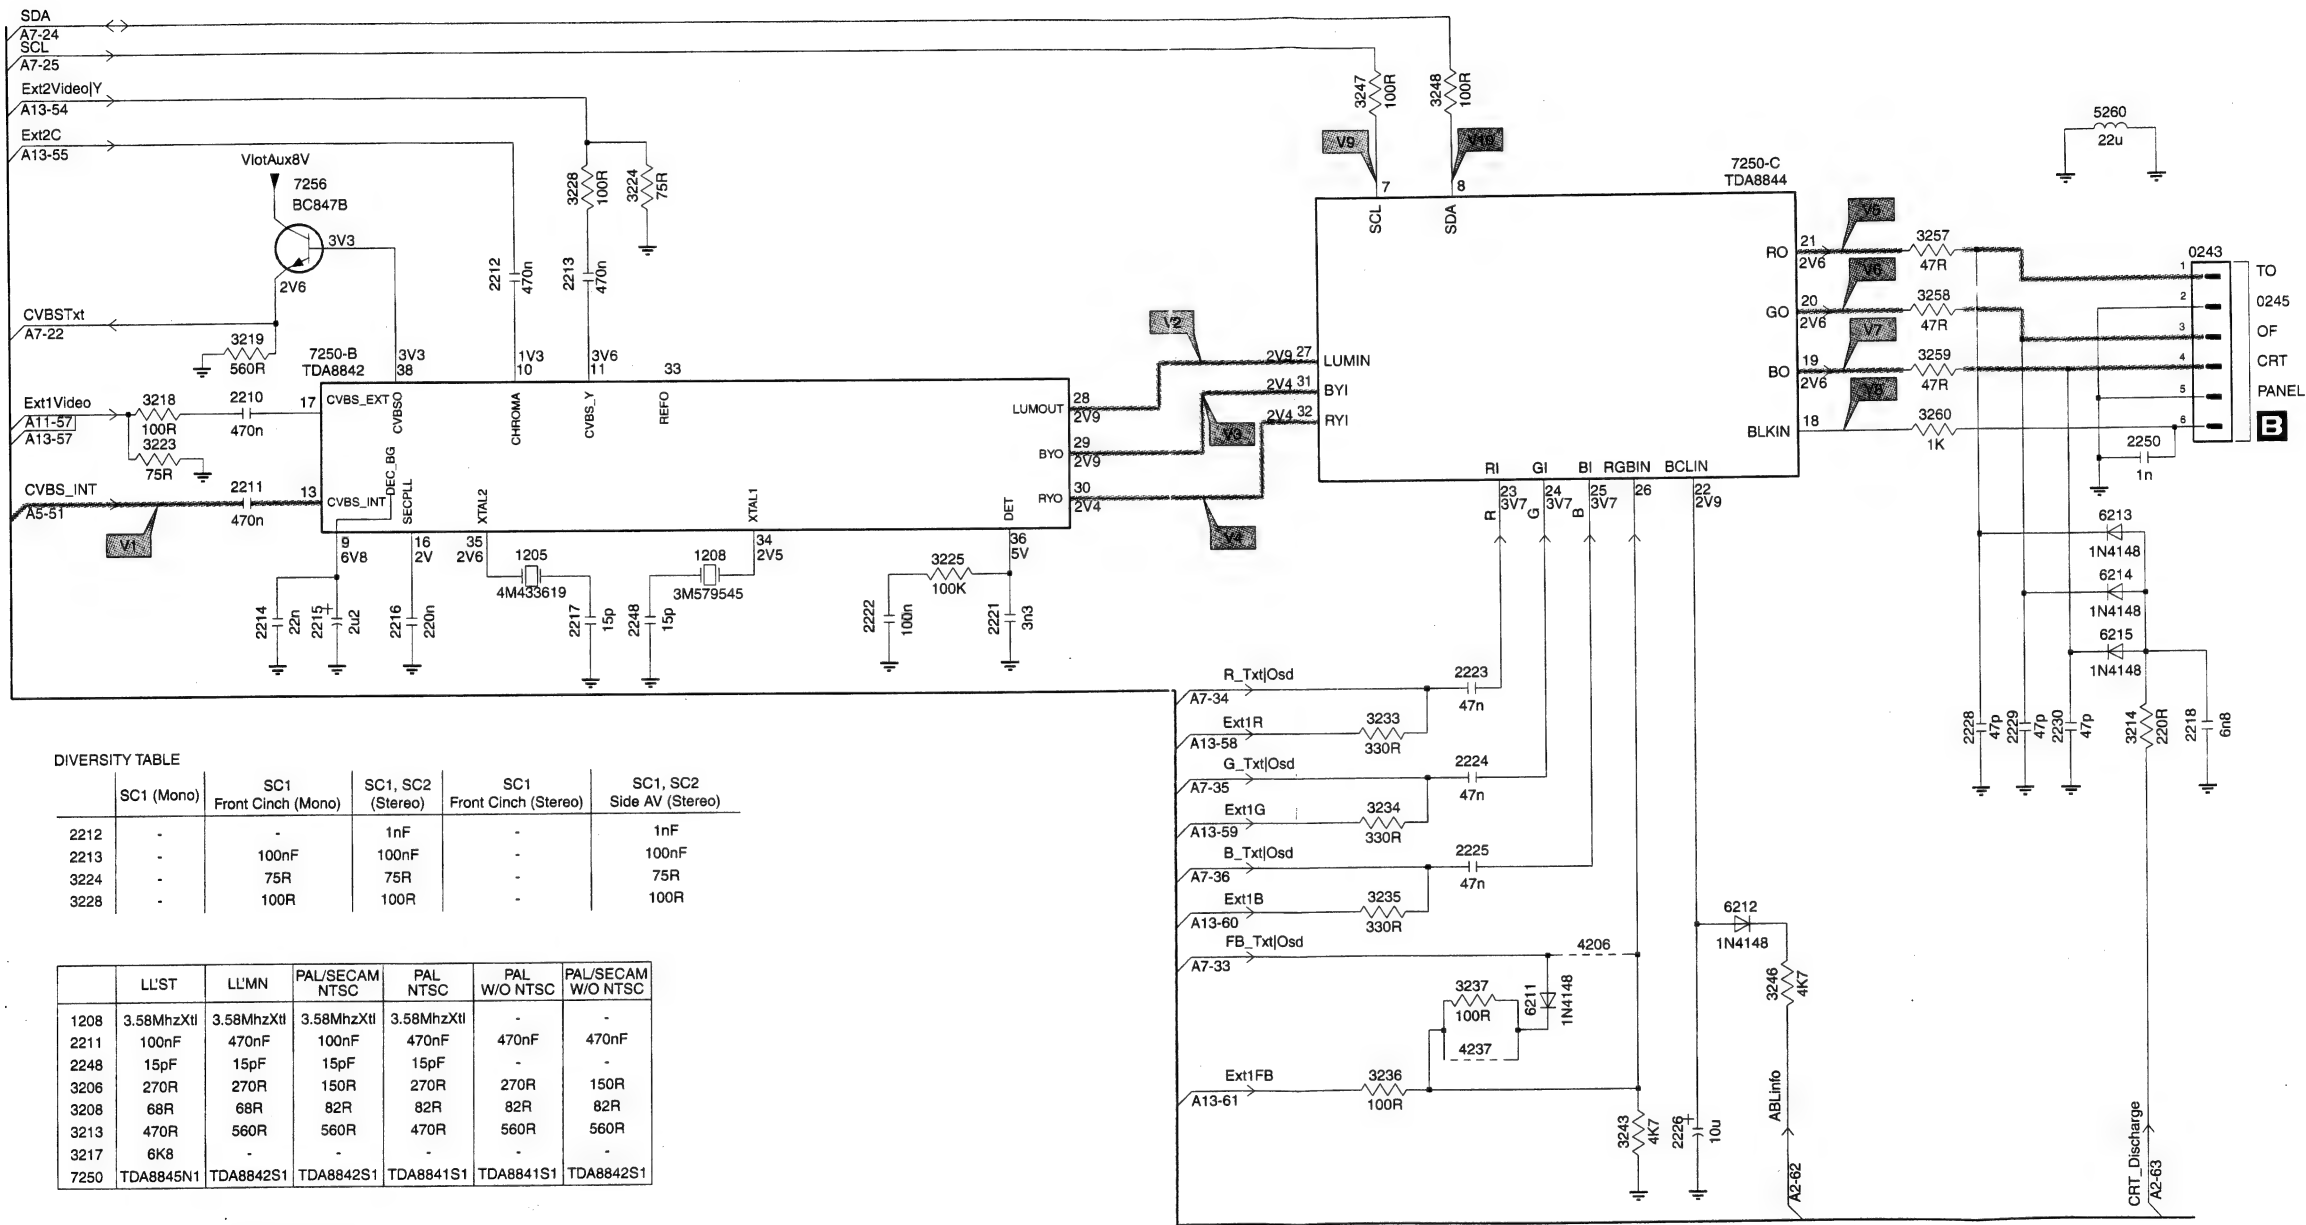 SDA
A7-24
SCL
A7-25
Ext2Video|Y
A13-54
Ext2C
A13-55
VlotAux8V
7256
BC847B
3V3
2V6
CVBSTxt
A7-22
3219
560R
3228
100R
3224
75R
2212
470n
2213
470n
7250-B
TDA8842
3V3
38
1V3
10
3V6
11
33
Ext1Video
A11-57
A13-57
3218
100R
2210
470n
17
3223
75R
CVBS_INT
A5-51
V1
2211
470n
13
CVBS_EXT
CVBSO
CHROMA
CVBS_Y
REFO
CVBS_INT
DEC_BG
SECPLL
XTAL2
XTAL1
DET
LUMOUT
BYO
RYO
28
2V9
29
2V9
30
2V4
9
6V8
16
2V
35
2V6
34
2V5
36
5V
1205
4M433619
1208
3M579545
3225
100K
2214
22n
2215
2u2
2216
220n
2217
15p
2248
15p
2222
100n
2221
3n3
V2
V3
V4
3247
100R
3248
100R
V9
V10
7
8
7250-C
TDA8844
SCL
SDA
2V9 27
LUMIN
2V4 31
BYI
2V4 32
RYI
RO
GO
BO
BLKIN
RI
GI
BI
RGBIN
BCLIN
21
2V6
20
2V6
19
2V6
18
V5
V6
V7
V8
3257
47R
3258
47R
3259
47R
3260
1K
5260
22u
0243
1
2
3
4
5
6
TO
0245
OF
CRT
PANEL
B
2250
1n
23
3V7
24
3V7
25
3V7
26
22
2V9
R
G
B
6213
1N4148
6214
1N4148
6215
1N4148
2228
47p
2229
47p
2230
47p
3214
220R
2218
6n8
R_Txt|Osd
A7-34
2223
47n
Ext1R
A13-58
3233
330R
G_Txt|Osd
A7-35
2224
47n
Ext1G
A13-59
3234
330R
B_Txt|Osd
A7-36
2225
47n
Ext1B
A13-60
3235
330R
FB_Txt|Osd
A7-33
4206
3237
100R
4237
6211
1N4148
Ext1FB
A13-61
3236
100R
3243
4K7
2226
10u
6212
1N4148
3246
4K7
ABLinfo
A2-62
CRT_Discharge
A2-63
DIVERSITY TABLE
SC1 (Mono) SC1 Front Cinch (Mono) SC1, SC2 (Stereo) SC1 Front Cinch (Stereo) SC1, SC2 Side AV (Stereo)
2212 - - 1nF - 1nF
2213 - 100nF 100nF - 100nF
3224 - 75R 75R - 75R
3228 - 100R 100R - 100R
LL'ST LL'MN PAL/SECAM NTSC PAL NTSC PAL W/O NTSC PAL/SECAM W/O NTSC
1208 3.58MhzXtl 3.58MhzXtl 3.58MhzXtl 3.58MhzXtl - -
2211 100nF 470nF 100nF 470nF 470nF 470nF
2248 15pF 15pF 15pF 15pF - -
3206 270R 270R 150R 270R 270R 150R
3208 68R 68R 82R 82R 82R 82R
3213 470R 560R 560R 470R 560R 560R
3217 6K8 - - - - -
7250 TDA8845N1 TDA8842S1 TDA8842S1 TDA8841S1 TDA8841S1 TDA8842S1